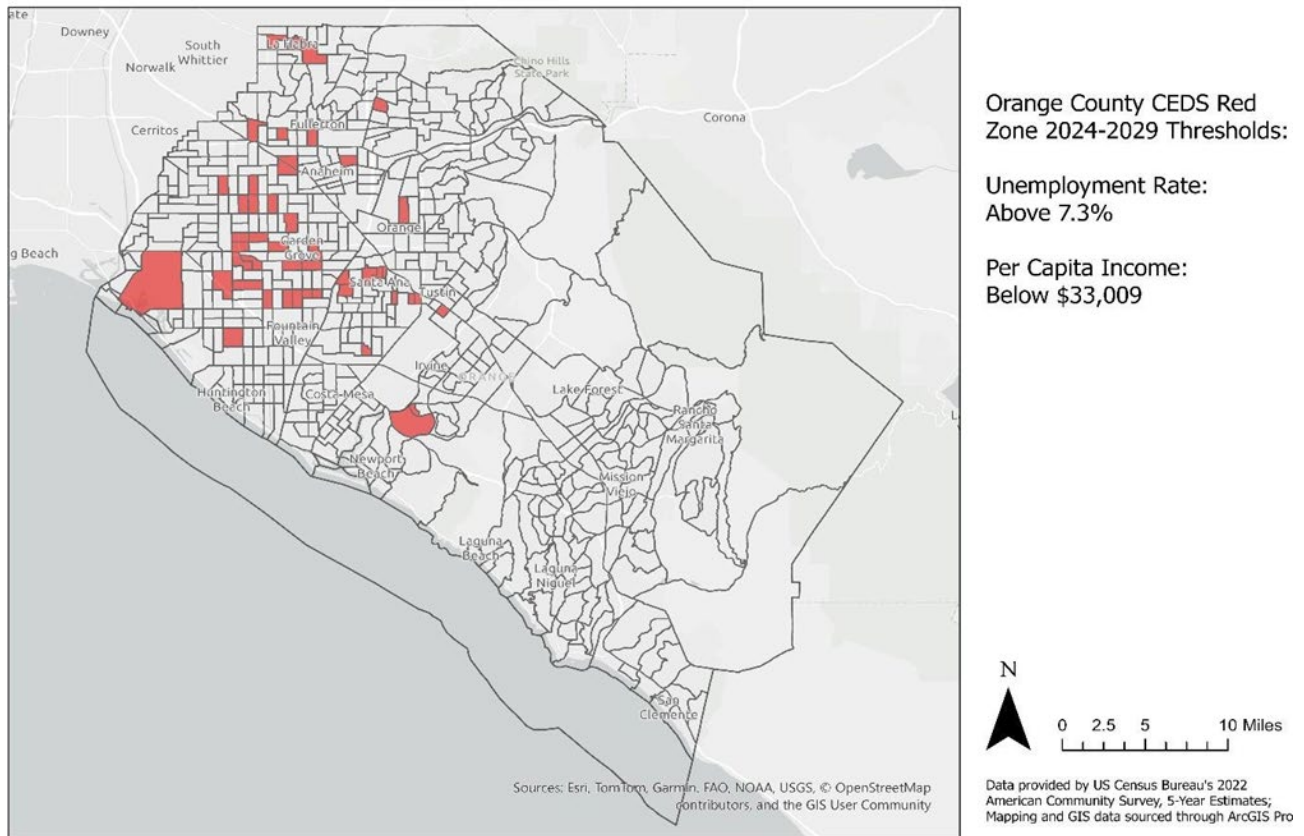 ate
Downey
South
Whittier
Norwalk
La Habra
Chino Hills
State Park
Corona
Cerritos
Fullerton
Anaheim
Orange
g Beach
Garden
Grove
Santa Ana
Tustin
Fountain
Valley
Irvine
ORANGE
Huntington
Beach
Costa Mesa
Lake Forest
Rancho
Santa
Margarita
Newport
Beach
Mission
Viejo
Laguna
Beach
Laguna
Niguel
San
Clemente
L
Sources: Esri, TomTom, Garmin, FAO, NOAA, USGS, © OpenStreetMap
contributors, and the GIS User Community
Orange County CEDS Red
Zone 2024-2029 Thresholds:
Unemployment Rate:
Above 7.3%
Per Capita Income:
Below $33,009
N
0 2.5 5 10 Miles
Data provided by US Census Bureau's 2022
American Community Survey, 5-Year Estimates;
Mapping and GIS data sourced through ArcGIS Pro